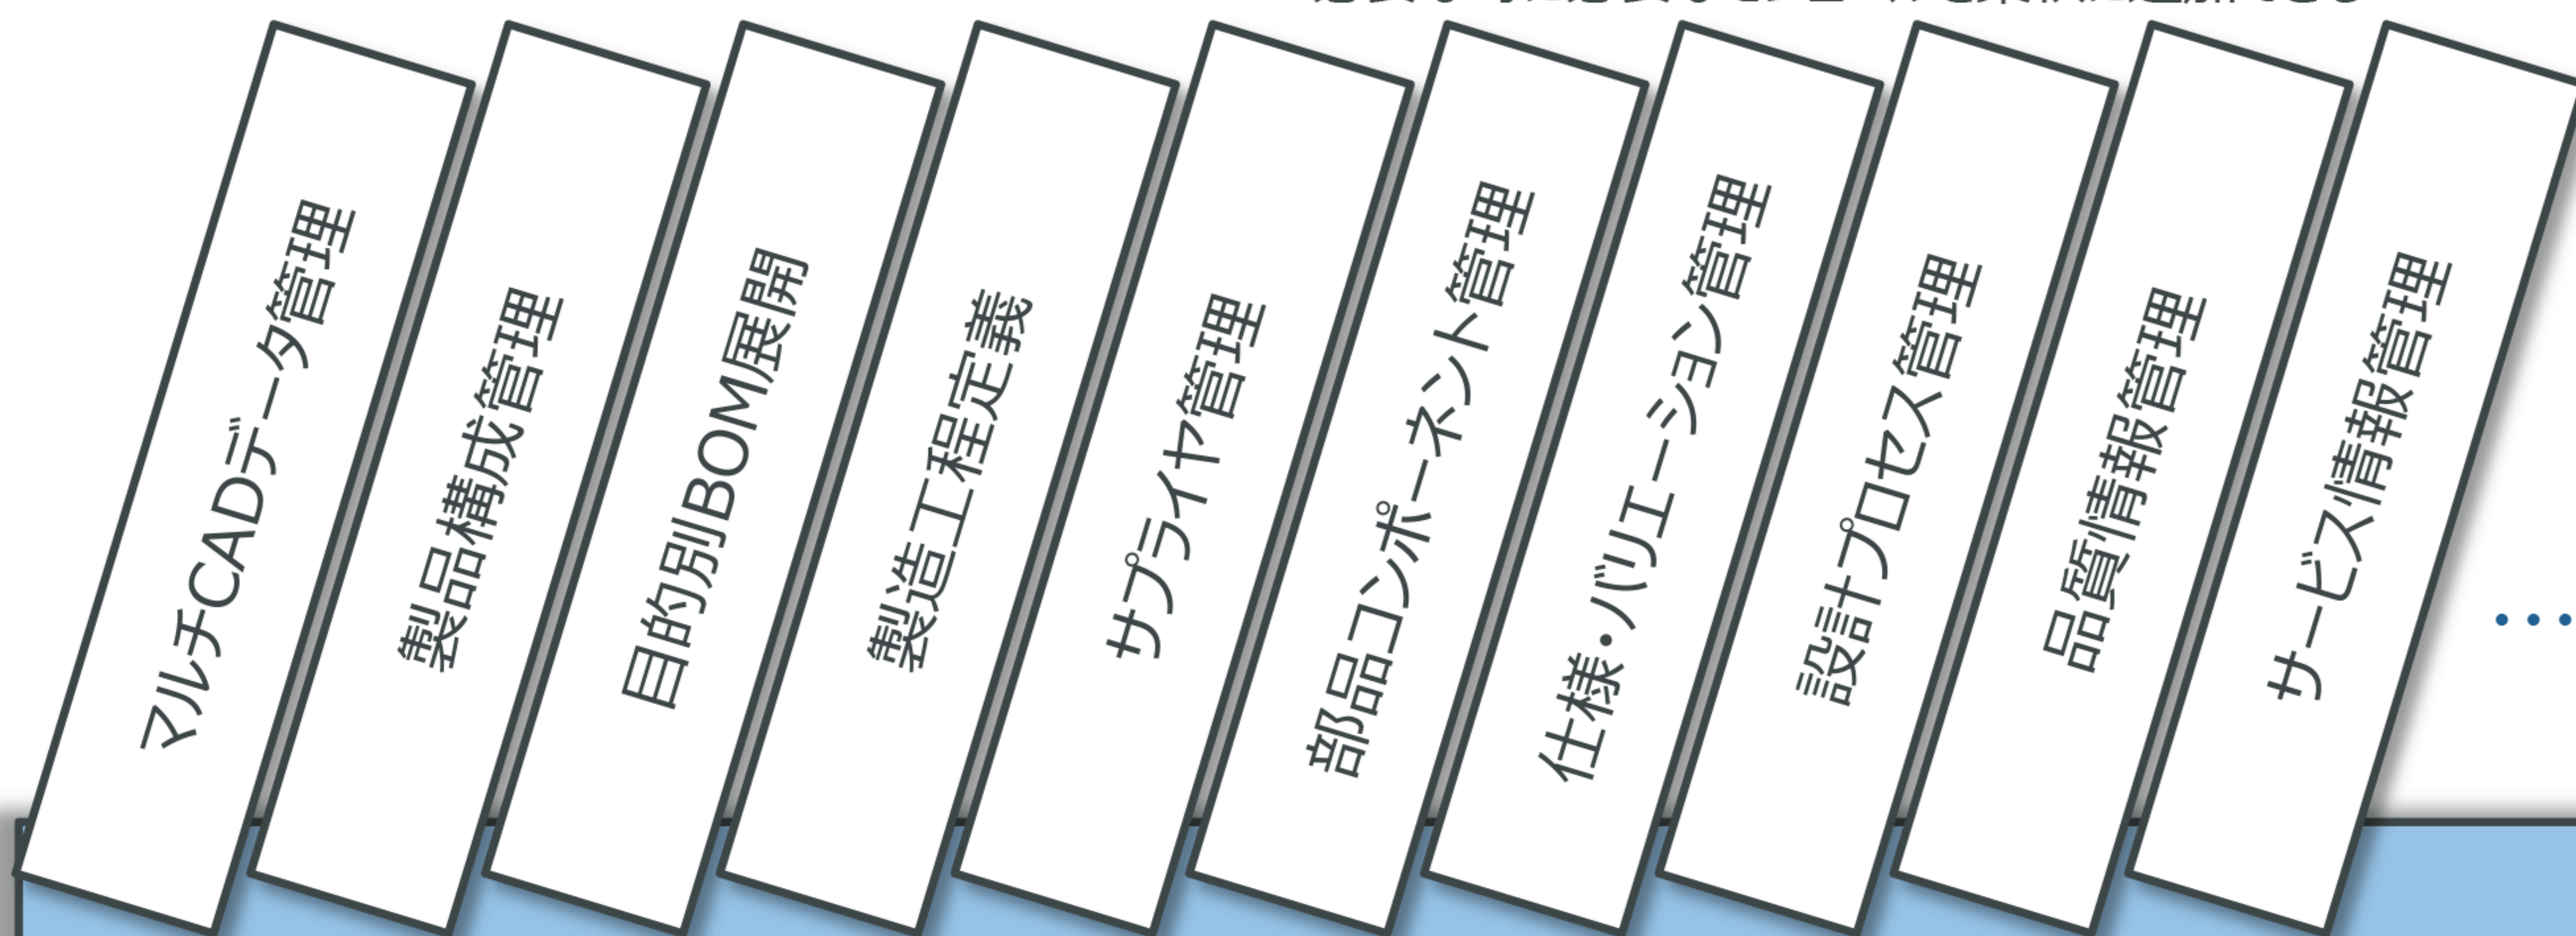 マルチCADデータ管理
製品構成管理
目的別BOM展開
製造工程定義
サプライヤ管理
部品コンポーネント管理
仕様・バリエーション管理
設計プロセス管理
品質情報管理
サービス情報管理
・・・